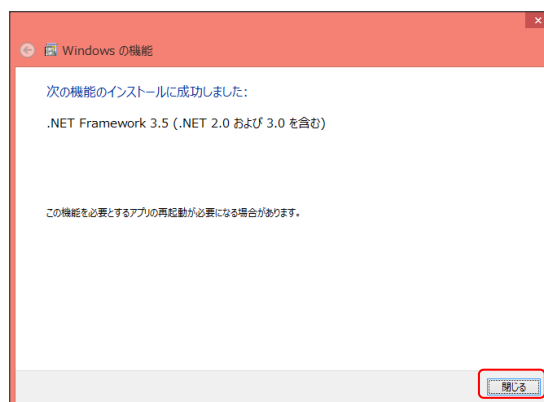 Windows の機能
次の機能のインストールに成功しました:
.NET Framework 3.5 (.NET 2.0 および 3.0 を含む)
この機能を必要とするアプリの再起動が必要になる場合があります。
閉じる